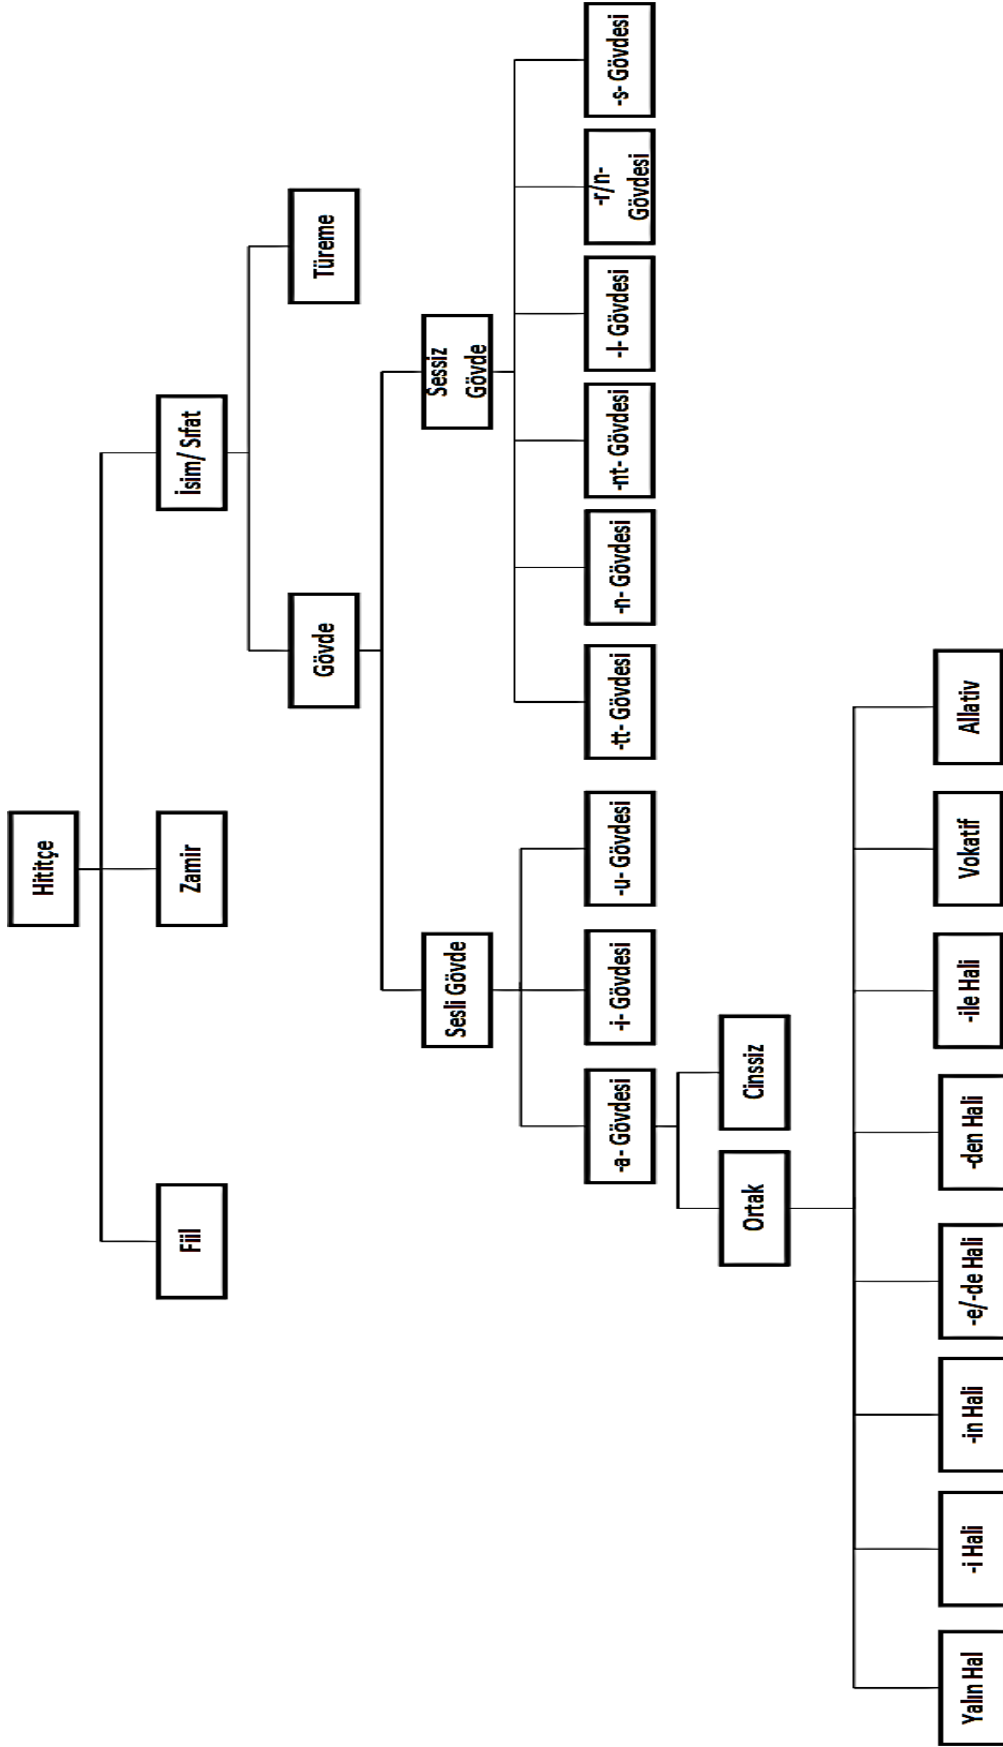 Hititçe
Fiil
Zamir
İsim/ Sıfat
Gövde
Türeme
Sesli Gövde
Sessiz
Gövde
-a- Gövdesi
-i- Gövdesi
-u- Gövdesi
-tt- Gövdesi
-n- Gövdesi
-nt- Gövdesi
-l- Gövdesi
-r/n-
Gövdesi
-s- Gövdesi
Ortak
Cinssiz
Yalın Hal
-i Hali
-in Hali
-e/-de Hali
-den Hali
-ile Hali
Vokatif
Allativ